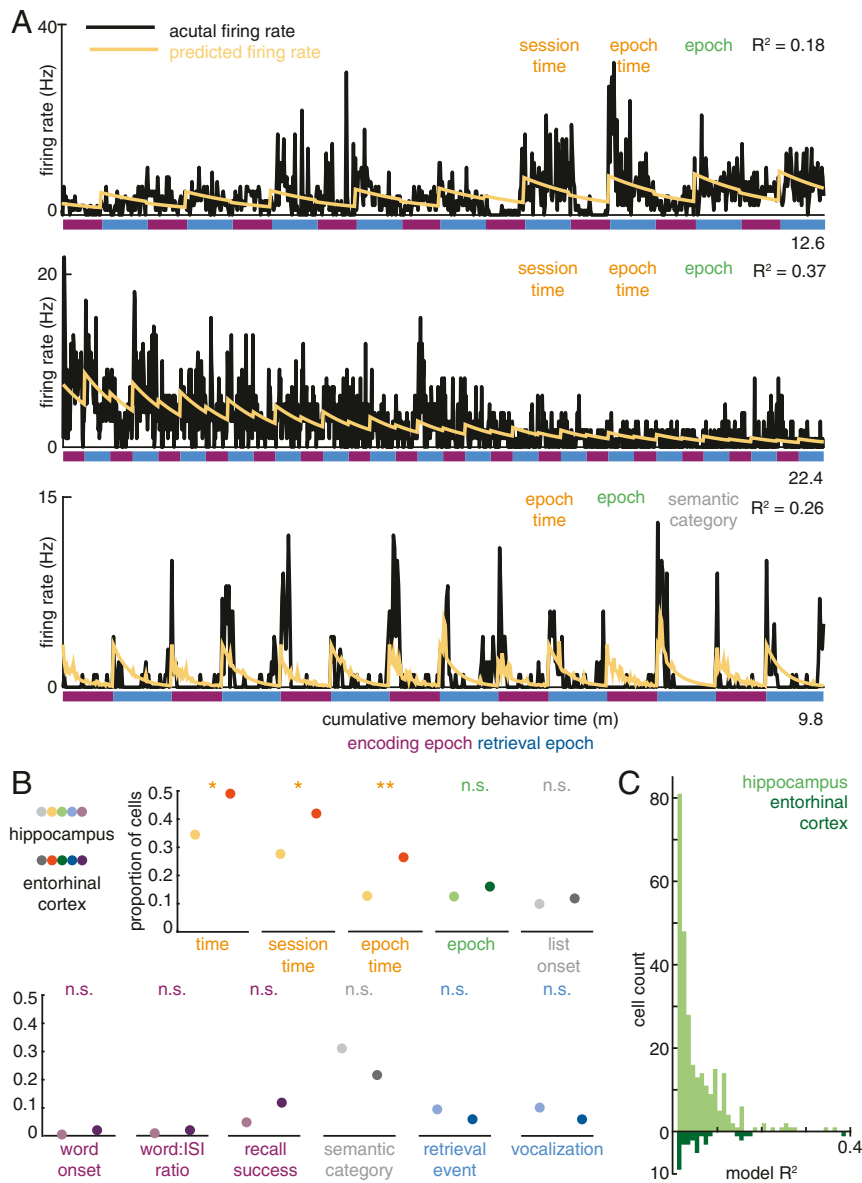 A
acutal firing rate
predicted firing rate
session time
epoch time
epoch
R² = 0.18
40
0
firing rate (Hz)
12.6
session time
epoch time
epoch
R² = 0.37
20
0
firing rate (Hz)
22.4
15
0
firing rate (Hz)
epoch time
epoch
semantic category
R² = 0.26
cumulative memory behavior time (m)
9.8
encoding epoch retrieval epoch
B
hippocampus
entorhinal
cortex
proportion of cells
0.5
0.4
0.3
0.2
0.1
0
*
*
**
n.s.
n.s.
time
session time
epoch time
epoch
list onset
0.5
0.4
0.3
0.2
0.1
0
n.s.
n.s.
n.s.
n.s.
n.s.
n.s.
word onset
word:ISI ratio
recall success
semantic category
retrieval event
vocalization
C
hippocampus
entorhinal
cortex
cell count
80
60
40
20
0
10
0.4
model R²